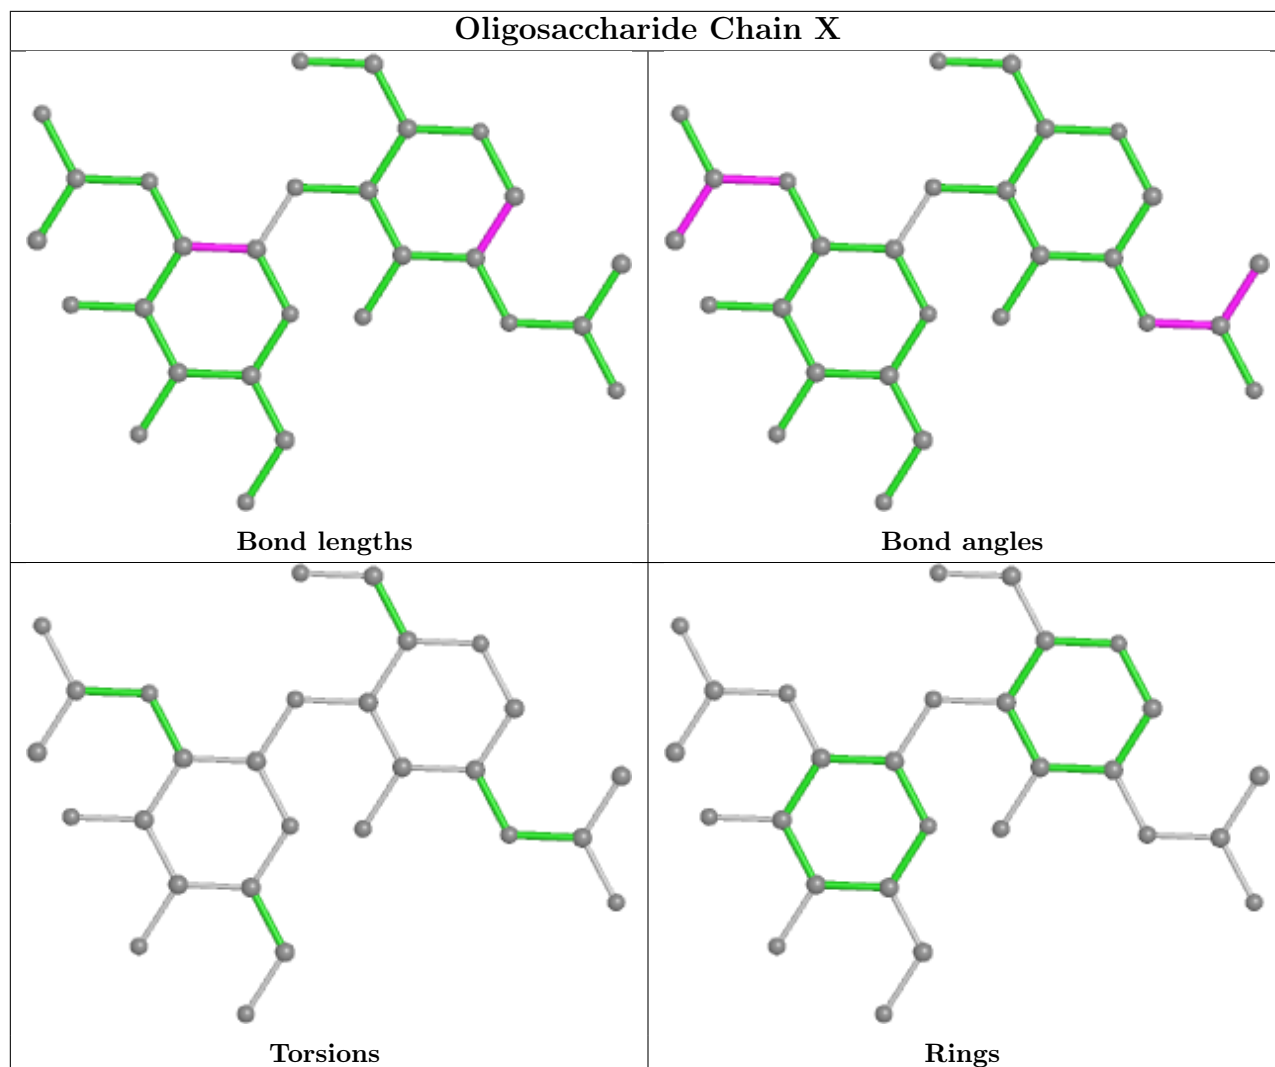 Oligosaccharide Chain X
Bond lengths
Bond angles
Torsions
Rings